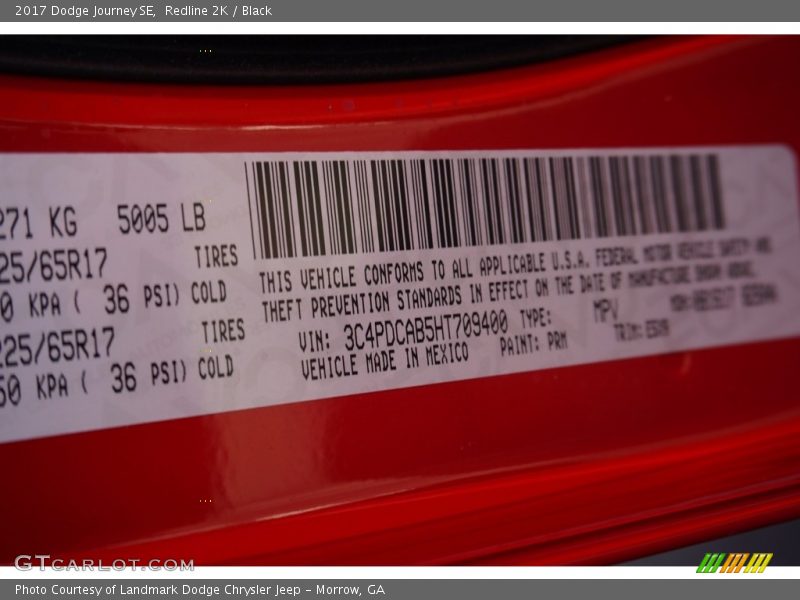 2017 Dodge Journey SE, Redline 2K / Black
271 KG 5005 LB
25/65R17 TIRES
0 KPA ( 36 PSI) COLD
225/65R17 TIRES
50 KPA ( 36 PSI) COLD
THIS VEHICLE CONFORMS TO ALL APPLICABLE U.S.A. FEDERAL MOTOR VEHICLE SAFETY AND
THEFT PREVENTION STANDARDS IN EFFECT ON THE DATE OF MANUFACTURE SHOWN ABOVE.
VIN: 3C4PDCAB5HT709400 TYPE: MPV
VEHICLE MADE IN MEXICO PAINT: PRM TRIM:
GTCARLOT.COM
Photo Courtesy of Landmark Dodge Chrysler Jeep – Morrow, GA